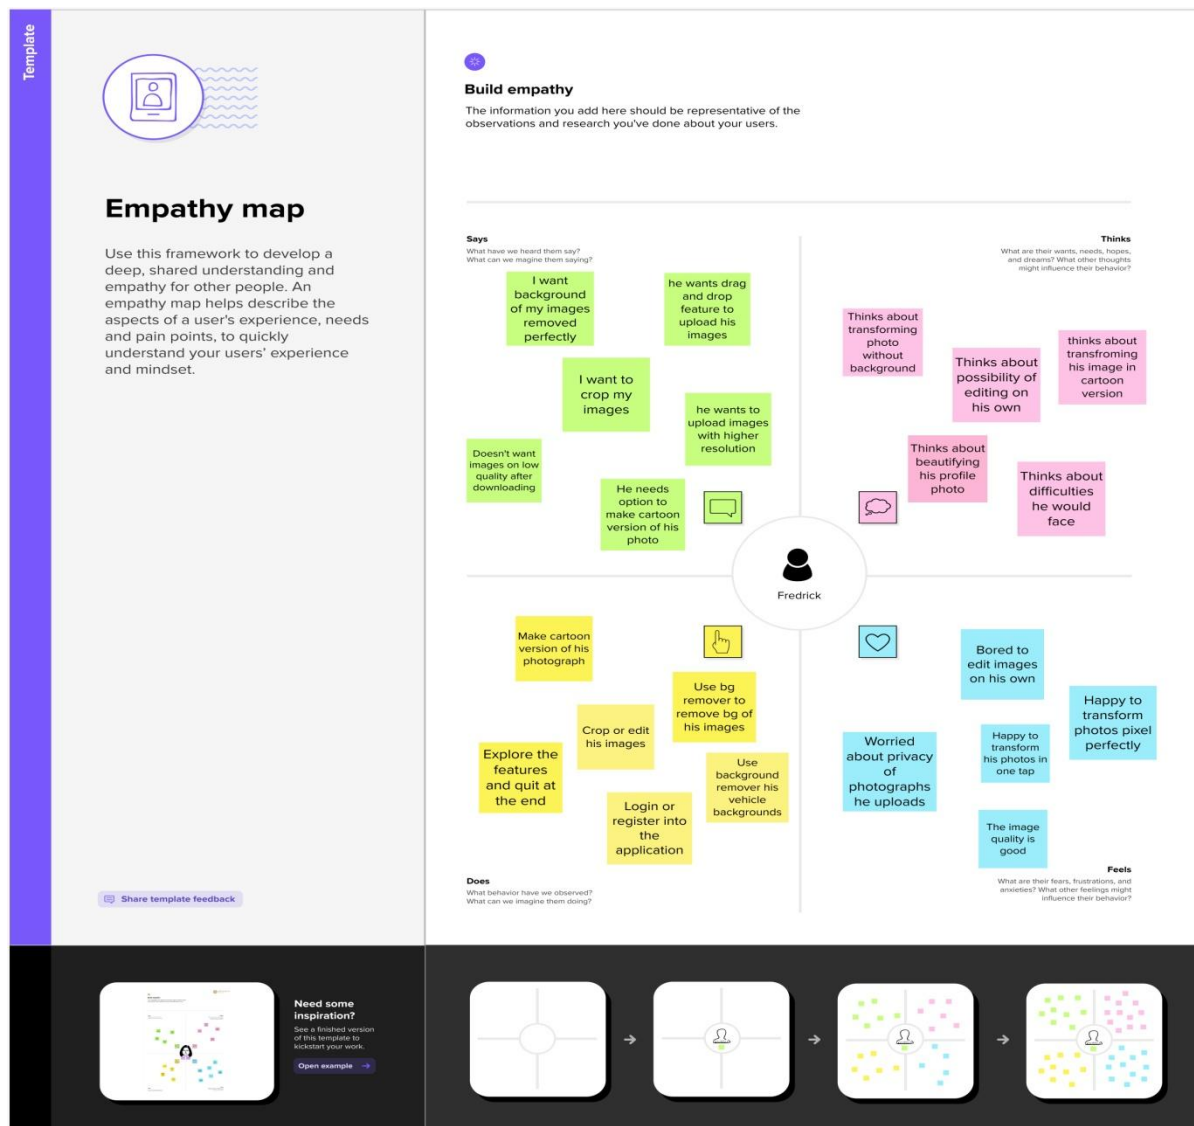 Template
Empathy map
Use this framework to develop a
deep, shared understanding and
empathy for other people. An
empathy map helps describe the
aspects of a user's experience, needs
and pain points, to quickly
understand your users' experience
and mindset.
Share template feedback
Build empathy
The information you add here should be representative of the
observations and research you've done about your users.
Says
What have we heard them say?
What can we magine them saying?
I want
background
of my images
removed
perfectly
he wants drag
and drop
feature to
upload his
images
I want to
crop my
images
he wants to
upload images
with higher
resolution
Doesn't want
images on low
quality after
downloading
He needs
option to
make cartoon
version of his
photo
Thinks
What are their wants, needs, hopes,
and dreams? What other thoughts
might influence their behavior?
Thinks about
transforming
photo
without
background
Thinks about
possibility of
editing on
his own
thinks about
transfroming
his image in
cartoon
version
Thinks about
beautifying
his profile
photo
Thinks about
difficulties
he would
face
Fredrick
Make cartoon
version of his
photograph
Use bg
remover to
remove bg of
his images
Crop or edit
his images
Explore the
features
and quit at
the end
Use
background
remover his
vehicle
backgrounds
Login or
register into
the
application
Does
What behavior have we observed?
What can we imagine them doing?
Bored to
edit images
on his own
Happy to
transform
photos pixel
perfectly
Worried
about privacy
of
photographs
he uploads
Happy to
transform
his photos in
one tap
The image
quality is
good
Feels
What are their fears, frustrations, and
anxieties? What other feelings might
influence their behavior?
Need some
inspiration?
See a finished version
of this template to
kickstart your work.
Open example